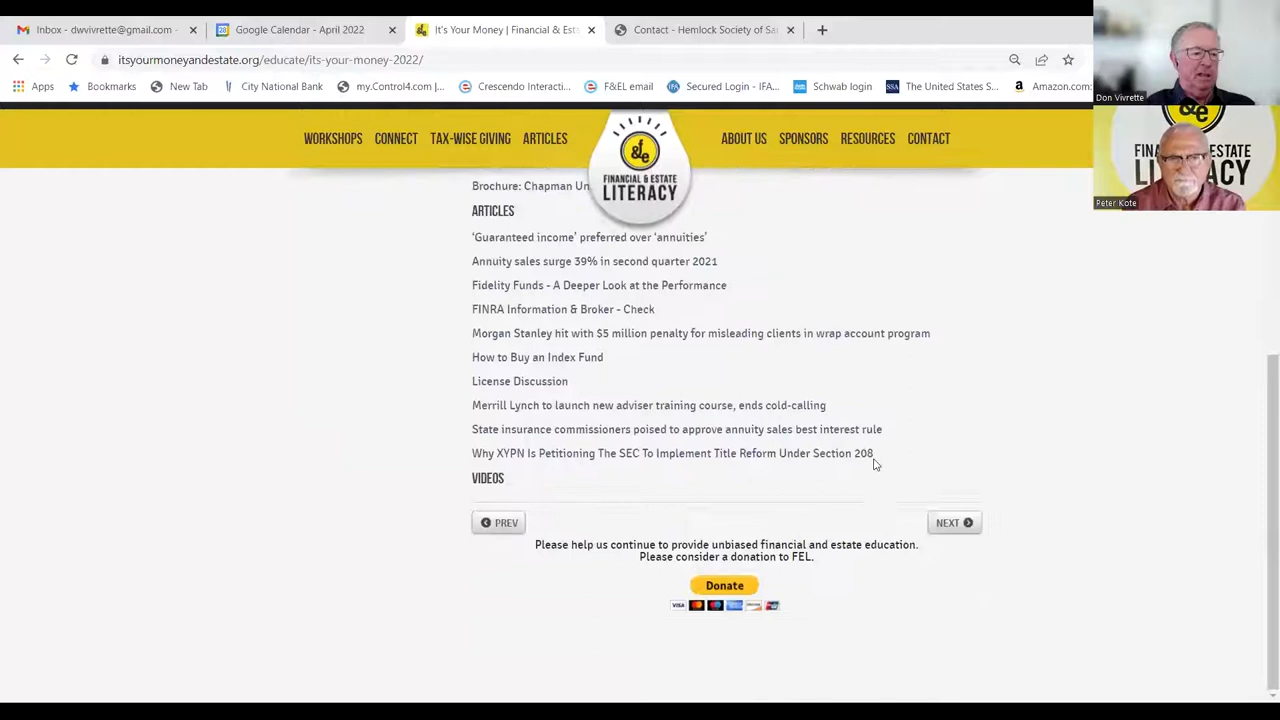 Inbox - dwvivrette@gmail.com -
28 Google Calendar - April 2022
It's Your Money | Financial & Est
Contact - Hemlock Society of Sa
itsyourmoneyandestate.org/educate/its-your-money-2022/
Apps
Bookmarks
New Tab
City National Bank
my.Control4.com |...
Crescendo Interacti...
F&EL email
IFA Secured Login - IFA...
Schwab login
SSA The United States S...
Amazon.com:
Don Vivrette
&e
FINANCIAL & ESTATE
LITERACY
Peter Kote
WORKSHOPS CONNECT TAX-WISE GIVING ARTICLES
f&e
FINANCIAL & ESTATE
LITERACY
ABOUT US SPONSORS RESOURCES CONTACT
Brochure: Chapman Un
ARTICLES
‘Guaranteed income’ preferred over ‘annuities’
Annuity sales surge 39% in second quarter 2021
Fidelity Funds - A Deeper Look at the Performance
FINRA Information & Broker - Check
Morgan Stanley hit with $5 million penalty for misleading clients in wrap account program
How to Buy an Index Fund
License Discussion
Merrill Lynch to launch new adviser training course, ends cold-calling
State insurance commissioners poised to approve annuity sales best interest rule
Why XYPN Is Petitioning The SEC To Implement Title Reform Under Section 208
VIDEOS
PREV
NEXT
Please help us continue to provide unbiased financial and estate education.
Please consider a donation to FEL.
Donate
VISA